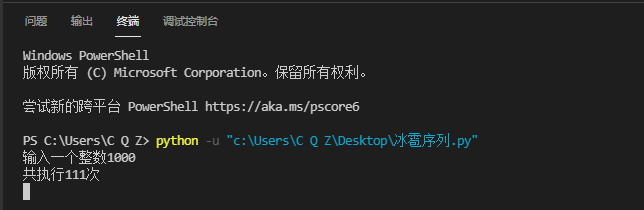 问题 输出 终端 调试控制台
Windows PowerShell
版权所有 (C) Microsoft Corporation。保留所有权利。
尝试新的跨平台 PowerShell https://aka.ms/pscore6
PS C:\Users\C Q Z> python -u "c:\Users\C Q Z\Desktop\冰雹序列.py"
输入一个整数1000
共执行111次